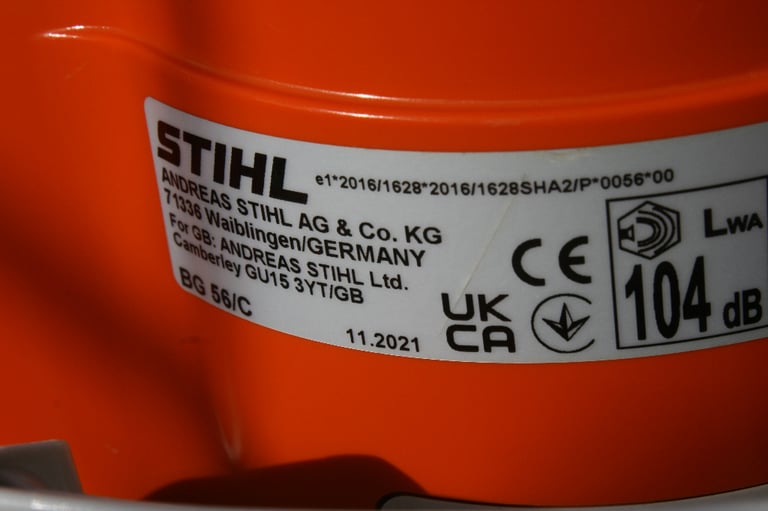 STIHL
e1*2016/1628*2016/1628SHA2/P*0056*00
ANDREAS STIHL AG & Co. KG
71336 Waiblingen/GERMANY
For GB: ANDREAS STIHL Ltd.
Camberley GU15 3YT/GB
BG 56/C
11.2021
CE
UK
CA
LWA
104 dB